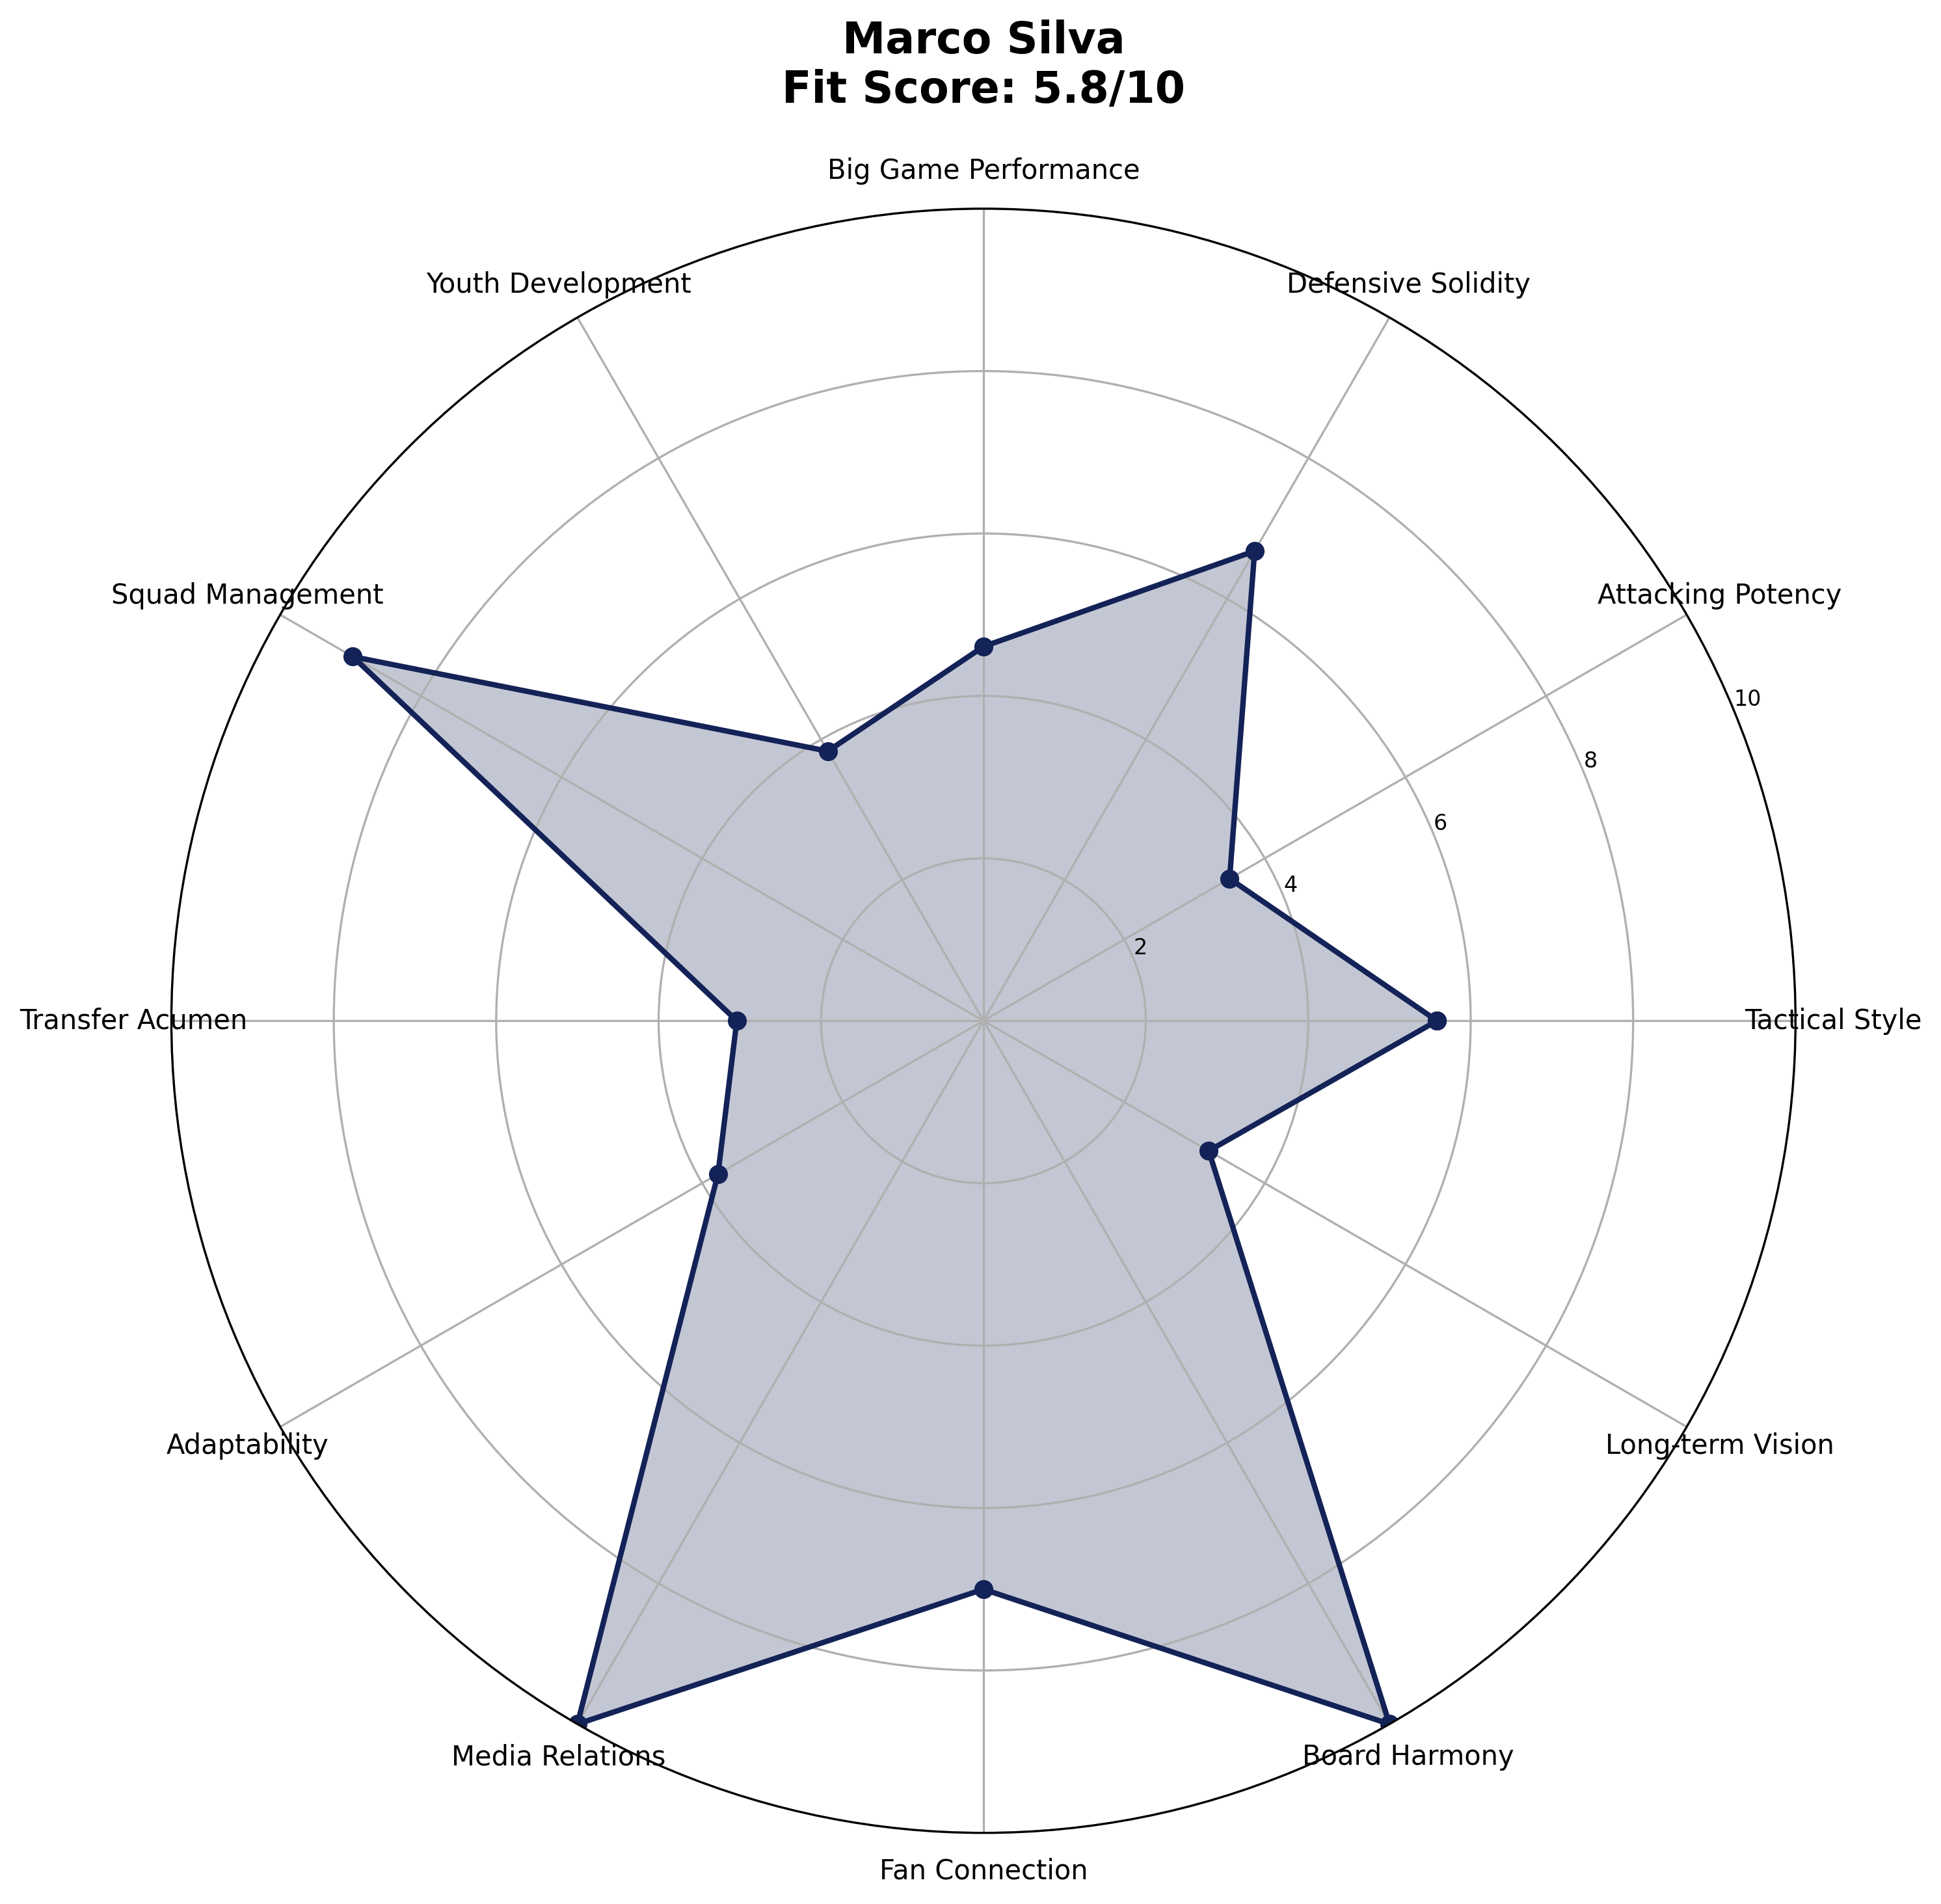 Marco Silva
Fit Score: 5.8/10
Big Game Performance
Youth Development
Defensive Solidity
Squad Management
Attacking Potency
10
8
6
4
2
Transfer Acumen
Tactical Style
Adaptability
Long-term Vision
Media Relations
Board Harmony
Fan Connection